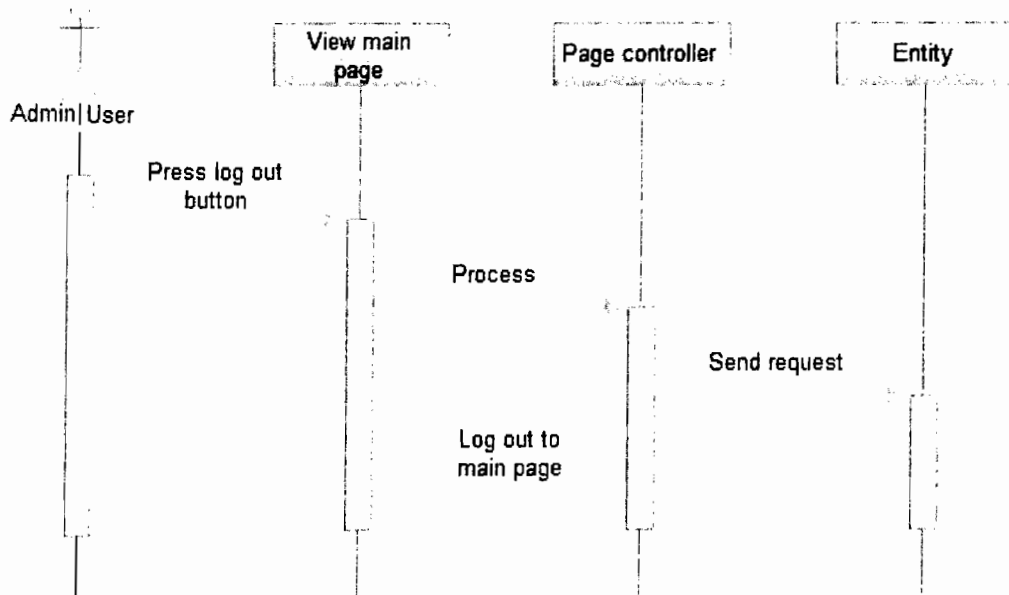 View main
page
Page controller
Entity
Admin User
Press log out
button
Process
Send request
Log out to
main page